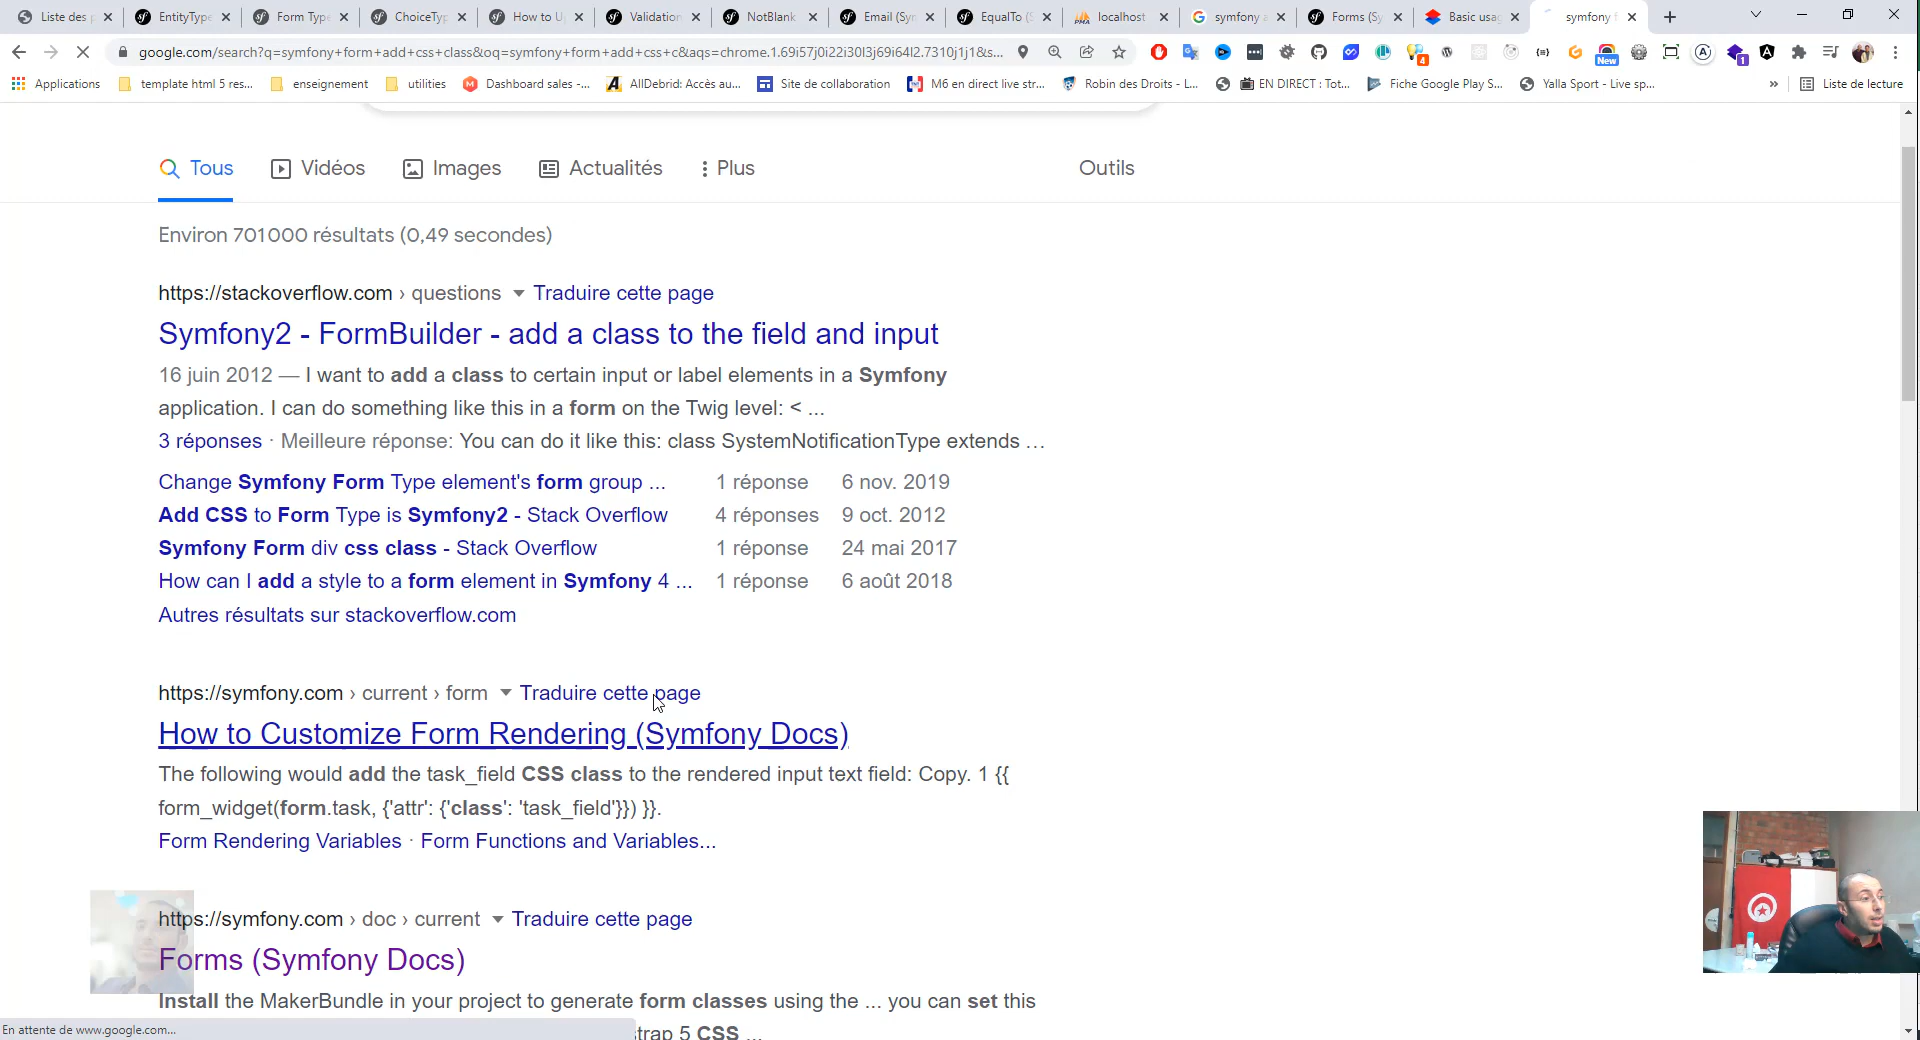 Liste des p
EntityType
Form Type
ChoiceTyp
How to U
Validation
NotBlank
Email (Sy
EqualTo (S
localhost
symfony a
Forms (Sy
Basic usag
symfony f
google.com/search?q=symfony+form+add+css+class&oq=symfony+form+add+css+c&aqs=chrome.1.69i57j0i22i30l3j69i64l2.7310j1j1&s...
4
New
1
Applications
template html 5 res...
enseignement
utilities
Dashboard sales -...
AllDebrid: Accès au...
Site de collaboration
M6 en direct live str...
Robin des Droits - L...
EN DIRECT : Tot...
Fiche Google Play S...
Yalla Sport - Live sp...
»
Liste de lecture
Tous
Vidéos
Images
Actualités
Plus
Outils
Environ 701 000 résultats (0,49 secondes)
https://stackoverflow.com › questions Traduire cette page
Symfony2 - FormBuilder - add a class to the field and input
16 juin 2012 — I want to add a class to certain input or label elements in a Symfony
application. I can do something like this in a form on the Twig level: < ...
3 réponses · Meilleure réponse: You can do it like this: class SystemNotificationType extends ...
Change Symfony Form Type element's form group ... 1 réponse 6 nov. 2019
Add CSS to Form Type is Symfony2 - Stack Overflow 4 réponses 9 oct. 2012
Symfony Form div css class - Stack Overflow 1 réponse 24 mai 2017
How can I add a style to a form element in Symfony 4 ... 1 réponse 6 août 2018
Autres résultats sur stackoverflow.com
https://symfony.com › current › form Traduire cette page
How to Customize Form Rendering (Symfony Docs)
The following would add the task_field CSS class to the rendered input text field: Copy. 1 {{
form_widget(form.task, {'attr': {'class': 'task_field'}}) }}.
Form Rendering Variables · Form Functions and Variables...
https://symfony.com › doc › current Traduire cette page
Forms (Symfony Docs)
Install the MakerBundle in your project to generate form classes using the ... you can set this
strap 5 CSS ...
En attente de www.google.com...